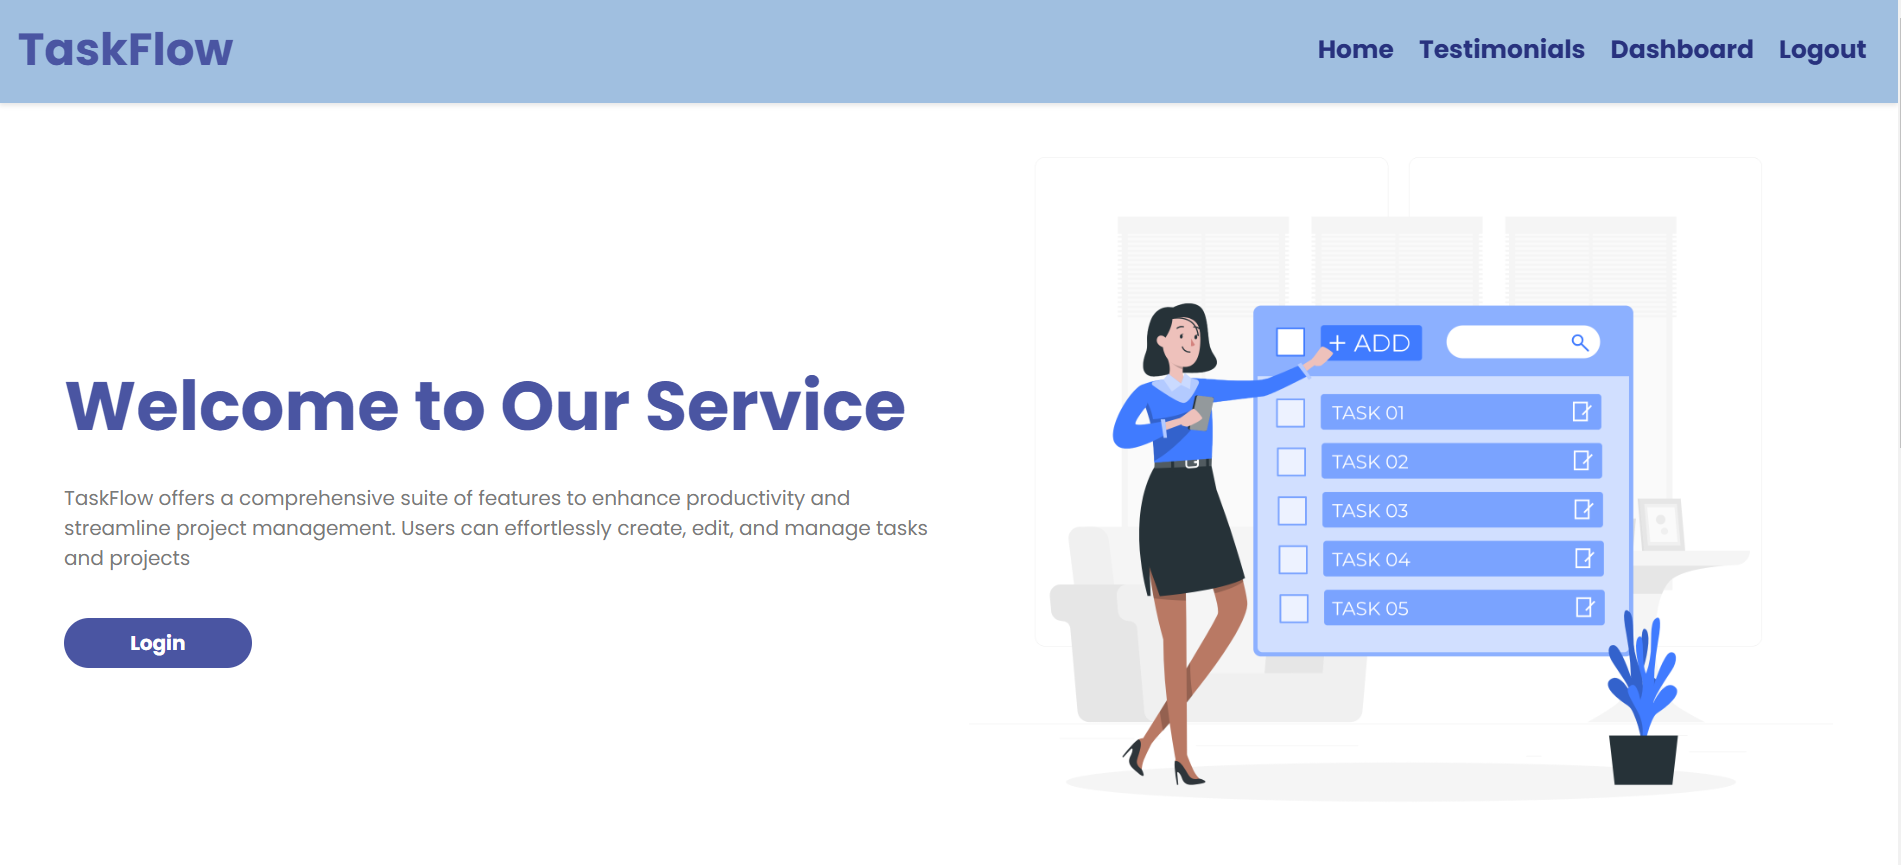 TaskFlow
Home Testimonials Dashboard Logout
Welcome to Our Service
TaskFlow offers a comprehensive suite of features to enhance productivity and
streamline project management. Users can effortlessly create, edit, and manage tasks
and projects
Login
+ ADD
TASK 01
TASK 02
TASK 03
TASK 04
TASK 05